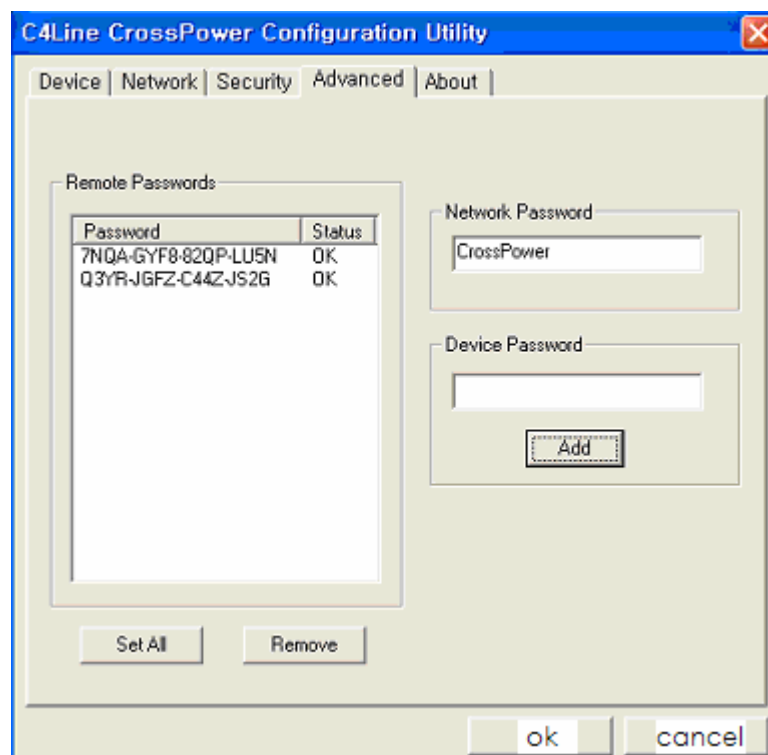 C4Line CrossPower Configuration Utility
Device Network Security Advanced About
Remote Passwords
Password Status
7NQA-GYF8-82QP-LU5N OK
Q3YR-JGFZ-C44Z-JS2G OK
Set All Remove
Network Password
CrossPower
Device Password
Add
ok cancel